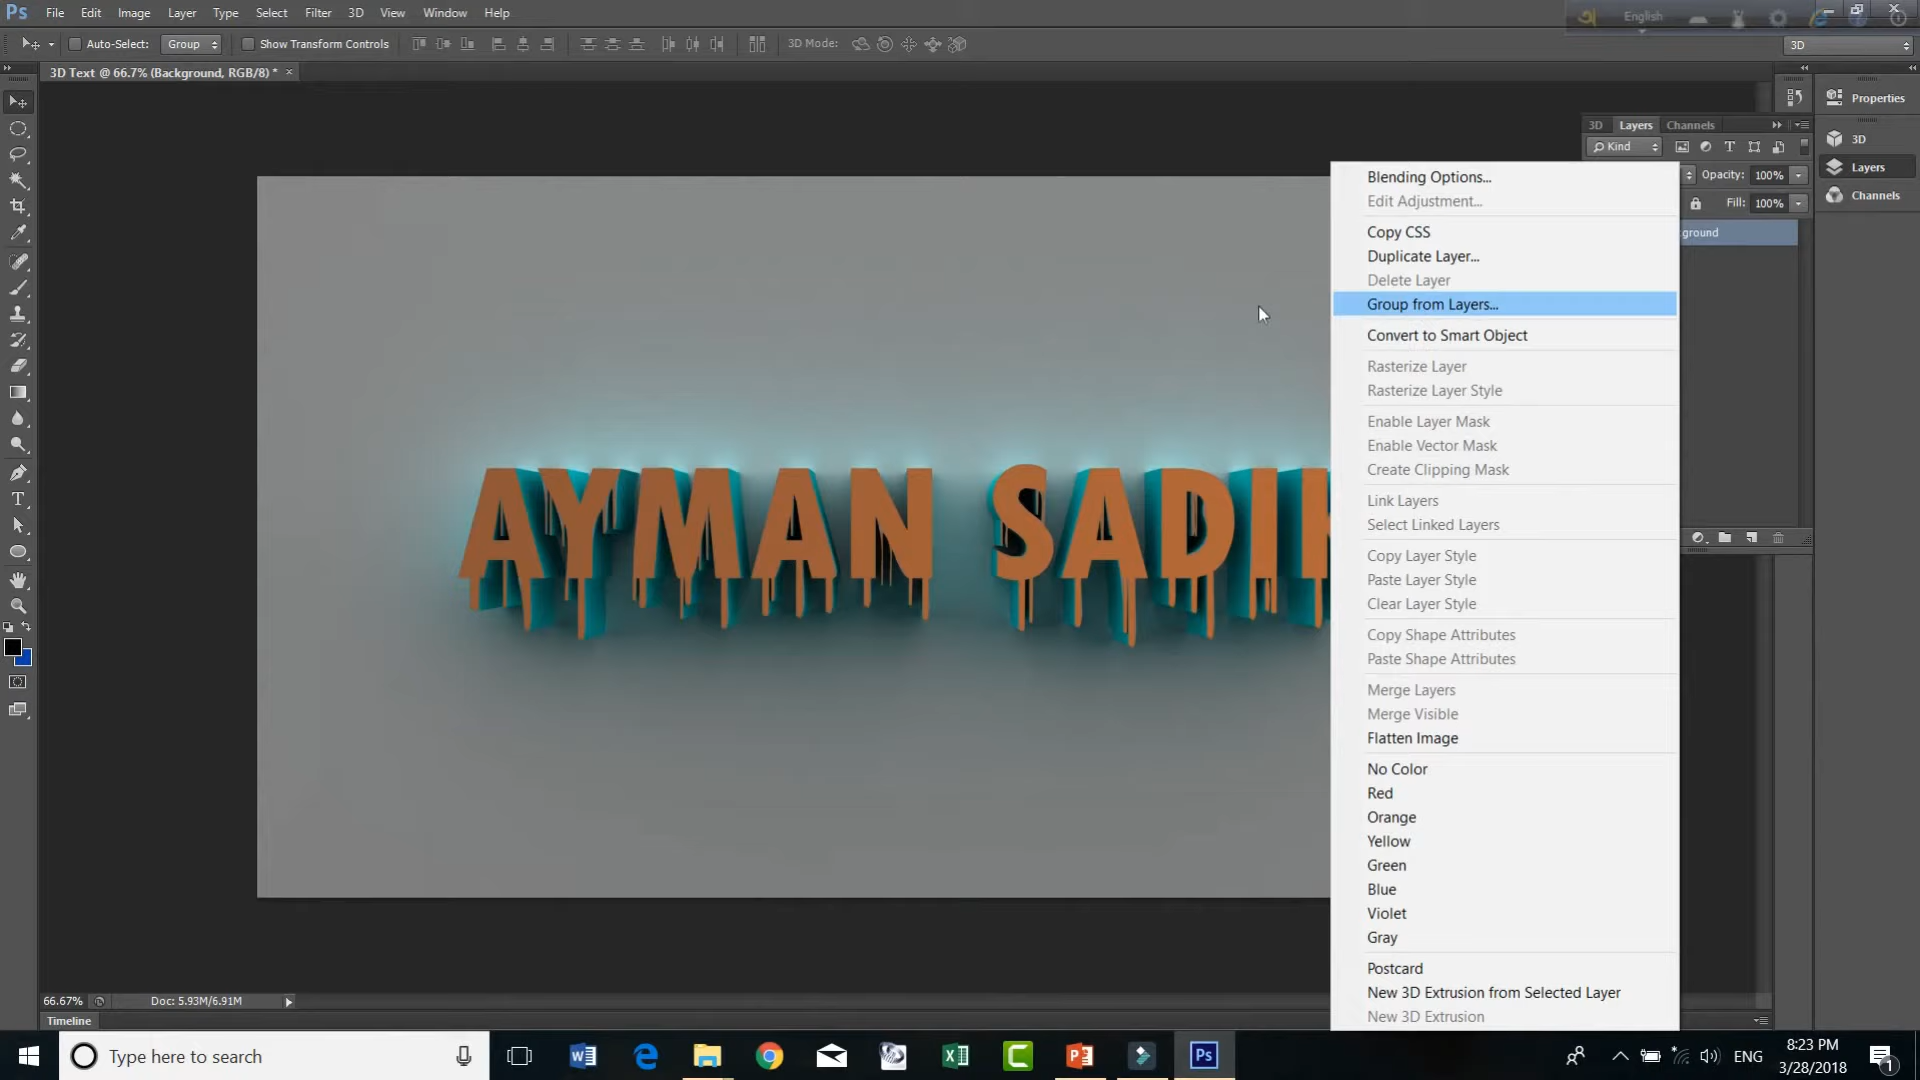 Ps File Edit Image Layer Type Select Filter 3D View Window Help
English
Auto-Select: Group Show Transform Controls 3D Mode: 3D
3D Text @ 66.7% (Background, RGB/8) * ×
Properties
3D Layers Channels
3D
Kind
Layers
Opacity: 100%
Channels
Fill: 100%
ground
Blending Options...
Edit Adjustment...
Copy CSS
Duplicate Layer...
Delete Layer
Group from Layers...
Convert to Smart Object
Rasterize Layer
Rasterize Layer Style
Enable Layer Mask
Enable Vector Mask
Create Clipping Mask
Link Layers
Select Linked Layers
Copy Layer Style
Paste Layer Style
Clear Layer Style
Copy Shape Attributes
Paste Shape Attributes
Merge Layers
Merge Visible
Flatten Image
No Color
Red
Orange
Yellow
Green
Blue
Violet
Gray
Postcard
New 3D Extrusion from Selected Layer
New 3D Extrusion
AYMAN SADI
66.67% Doc: 5.93M/6.91M
Timeline
Type here to search
ENG
8:23 PM
3/28/2018
1